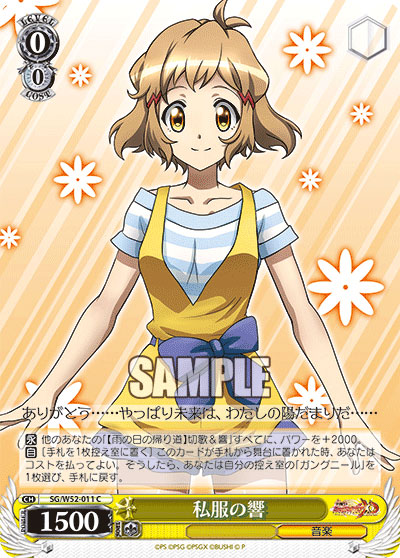 LEVEL
0
0
COST
SAMPLE
ありがとう……やっぱり未来は、わたしの陽だまりだ……
永 他のあなたの「【雨の日の帰り道】切歌&響」すべてに、パワーを+2000。
自 [手札を1枚控え室に置く] このカードが手札から舞台に置かれた時、あなたは
コストを払ってよい。そうしたら、あなたは自分の控え室の「ガングニール」を
1枚選び、手札に戻す。
CH SG/W52-011 C
POWER
1500
私服の響
音楽
©PS ©PSG ©PSGX ©BUSHI © P